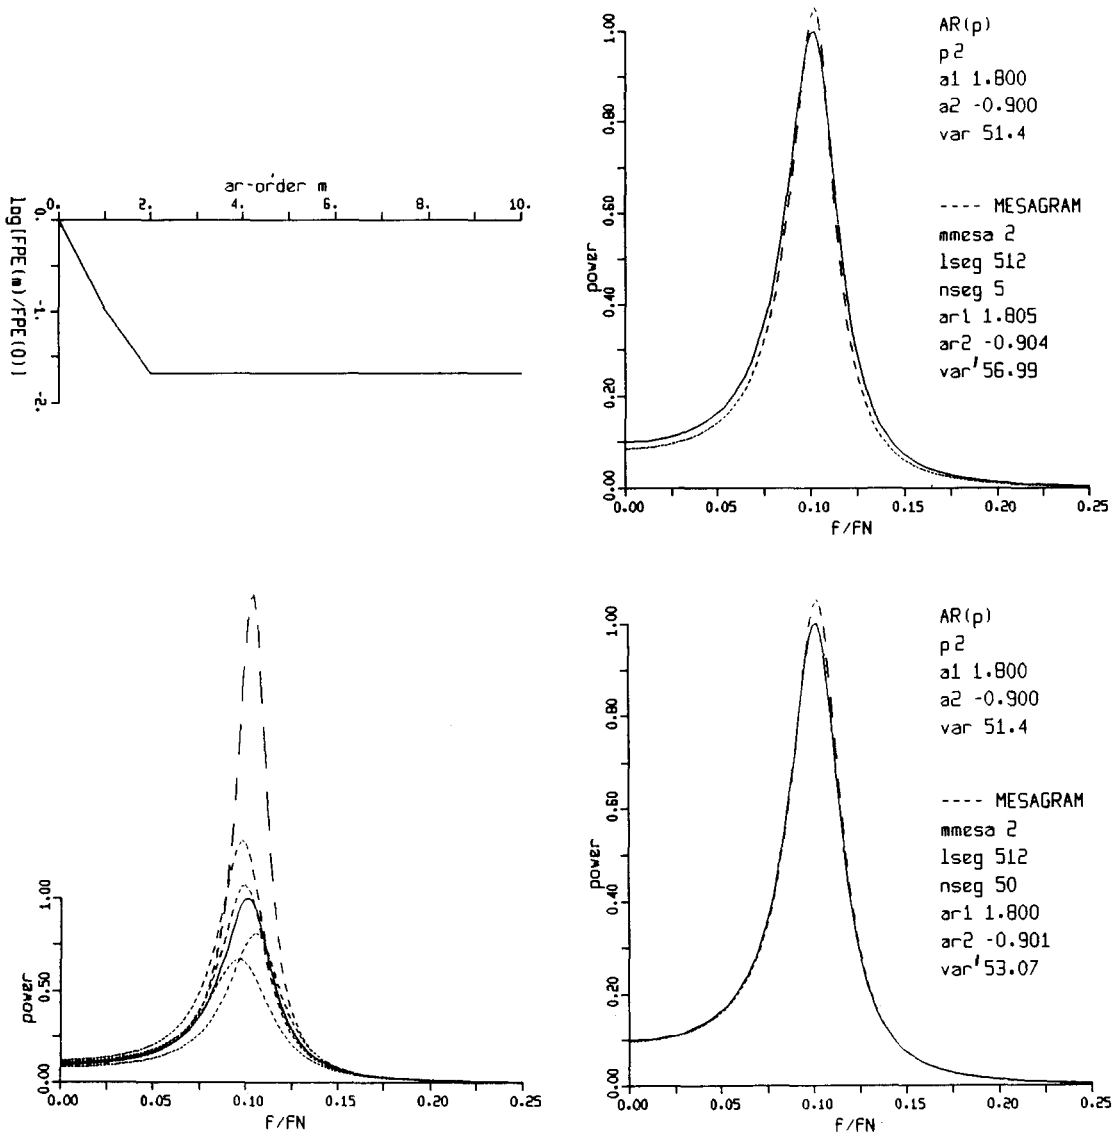 ar-order m
0. 2. 4. 6. 8. 10.
0.
-1.
-2.
log[FPE(m)/FPE(0)]
1.00
0.80
0.60
0.40
0.20
0.00
power
0.00 0.05 0.10 0.15 0.20 0.25
F/FN
AR(p)
p 2
a1 1.800
a2 -0.900
var 51.4
---- MESAGRAM
mmesa 2
lseg 512
nseg 5
ar1 1.805
ar2 -0.904
var' 56.99
1.00
0.50
0.00
power
0.00 0.05 0.10 0.15 0.20 0.25
F/FN
1.00
0.80
0.60
0.40
0.20
0.00
power
0.00 0.05 0.10 0.15 0.20 0.25
F/FN
AR(p)
p 2
a1 1.800
a2 -0.900
var 51.4
---- MESAGRAM
mmesa 2
lseg 512
nseg 50
ar1 1.800
ar2 -0.901
var' 53.07